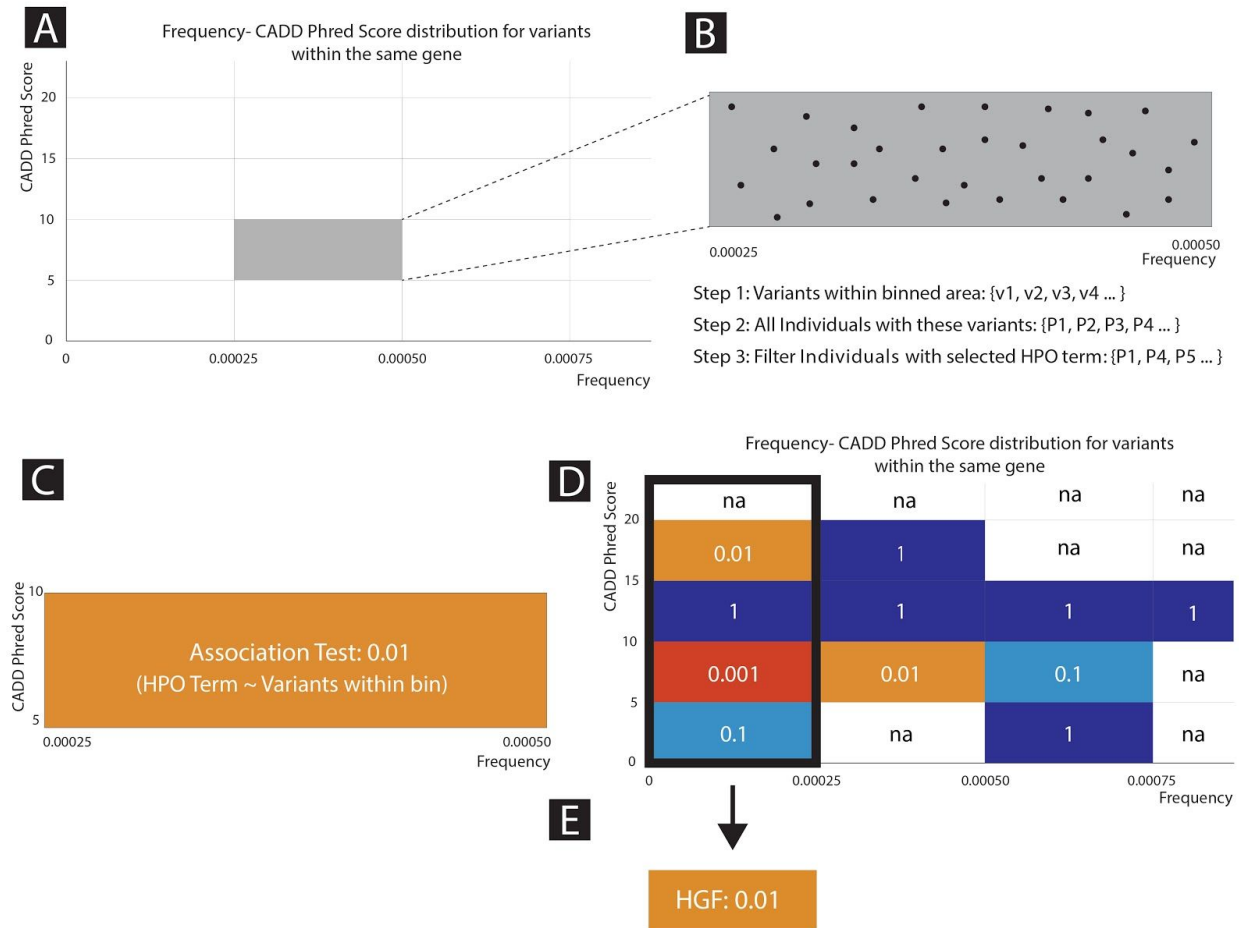 A
Frequency- CADD Phred Score distribution for variants
within the same gene
CADD Phred Score
20
15
10
5
0
0
0.00025
0.00050
0.00075
Frequency
B
0.00025
0.00050
Frequency
Step 1: Variants within binned area: {v1, v2, v3, v4 ... }
Step 2: All Individuals with these variants: {P1, P2, P3, P4 ... }
Step 3: Filter Individuals with selected HPO term: {P1, P4, P5 ... }
C
CADD Phred Score
10
Association Test: 0.01
(HPO Term ~ Variants within bin)
5
0.00025
0.00050
Frequency
D
Frequency- CADD Phred Score distribution for variants
within the same gene
CADD Phred Score
na na na na
20
0.01 1 na na
15
1 1 1 1
10
0.001 0.01 0.1 na
5
0.1 na 1 na
0
0
0.00025
0.00050
0.00075
Frequency
E
HGF: 0.01